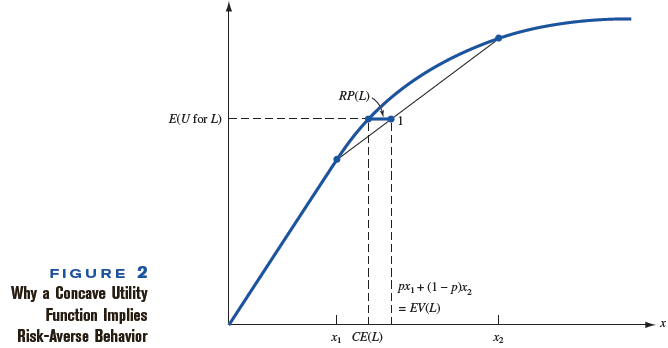 RP(L)
E(U for L)
1
px₁ + (1 – p)x₂
= EV(L)
x₁ CE(L) x₂ x
FIGURE 2
Why a Concave Utility
Function Implies
Risk-Averse Behavior